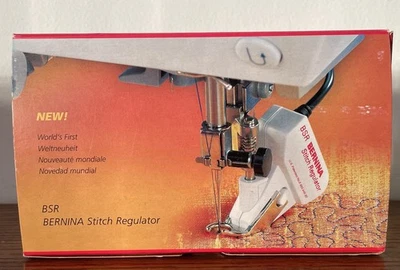 NEW!
World's First
Weltneuheit
Nouveauté mondiale
Novedad mundial
BSR
BERNINA Stitch Regulator
BSR BERNINA
Stitch Regulator